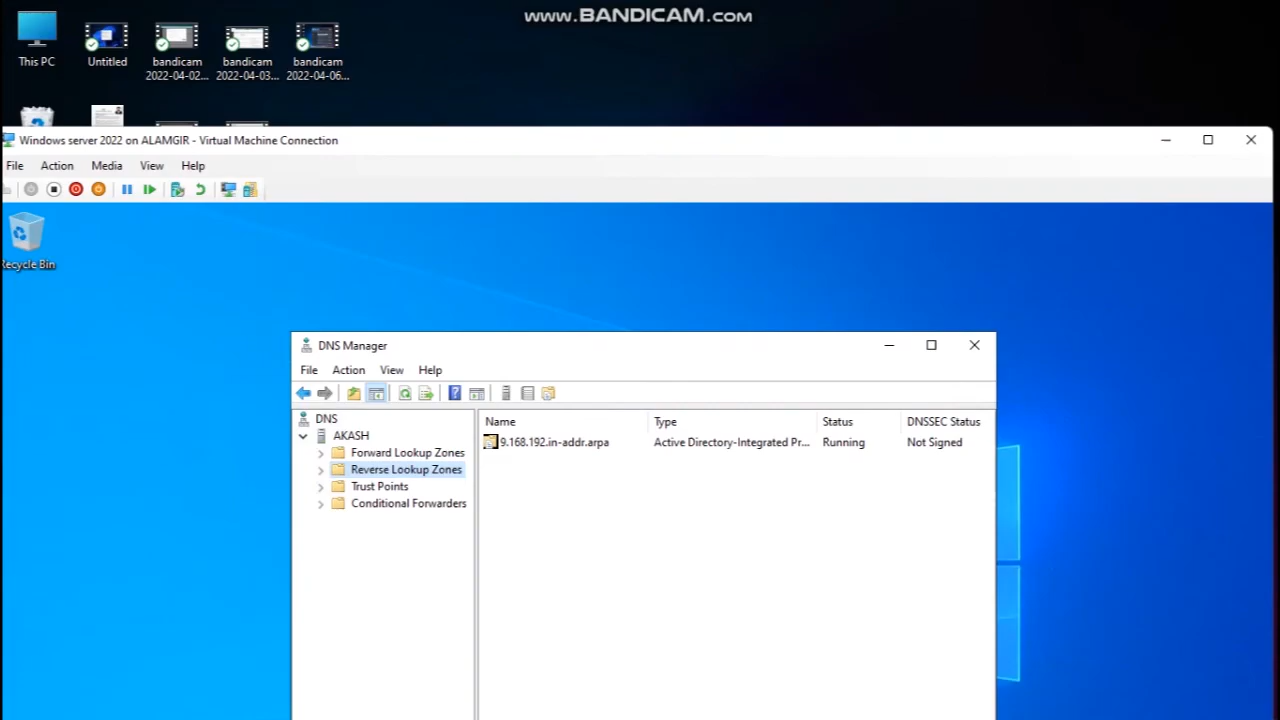 www.BANDICAM.com
This PC
Untitled
bandicam
2022-04-02...
bandicam
2022-04-03...
bandicam
2022-04-06...
Windows server 2022 on ALAMGIR - Virtual Machine Connection
File Action Media View Help
Recycle Bin
DNS Manager
File Action View Help
DNS
AKASH
Forward Lookup Zones
Reverse Lookup Zones
Trust Points
Conditional Forwarders
Name Type Status DNSSEC Status
9.168.192.in-addr.arpa Active Directory-Integrated Pr... Running Not Signed